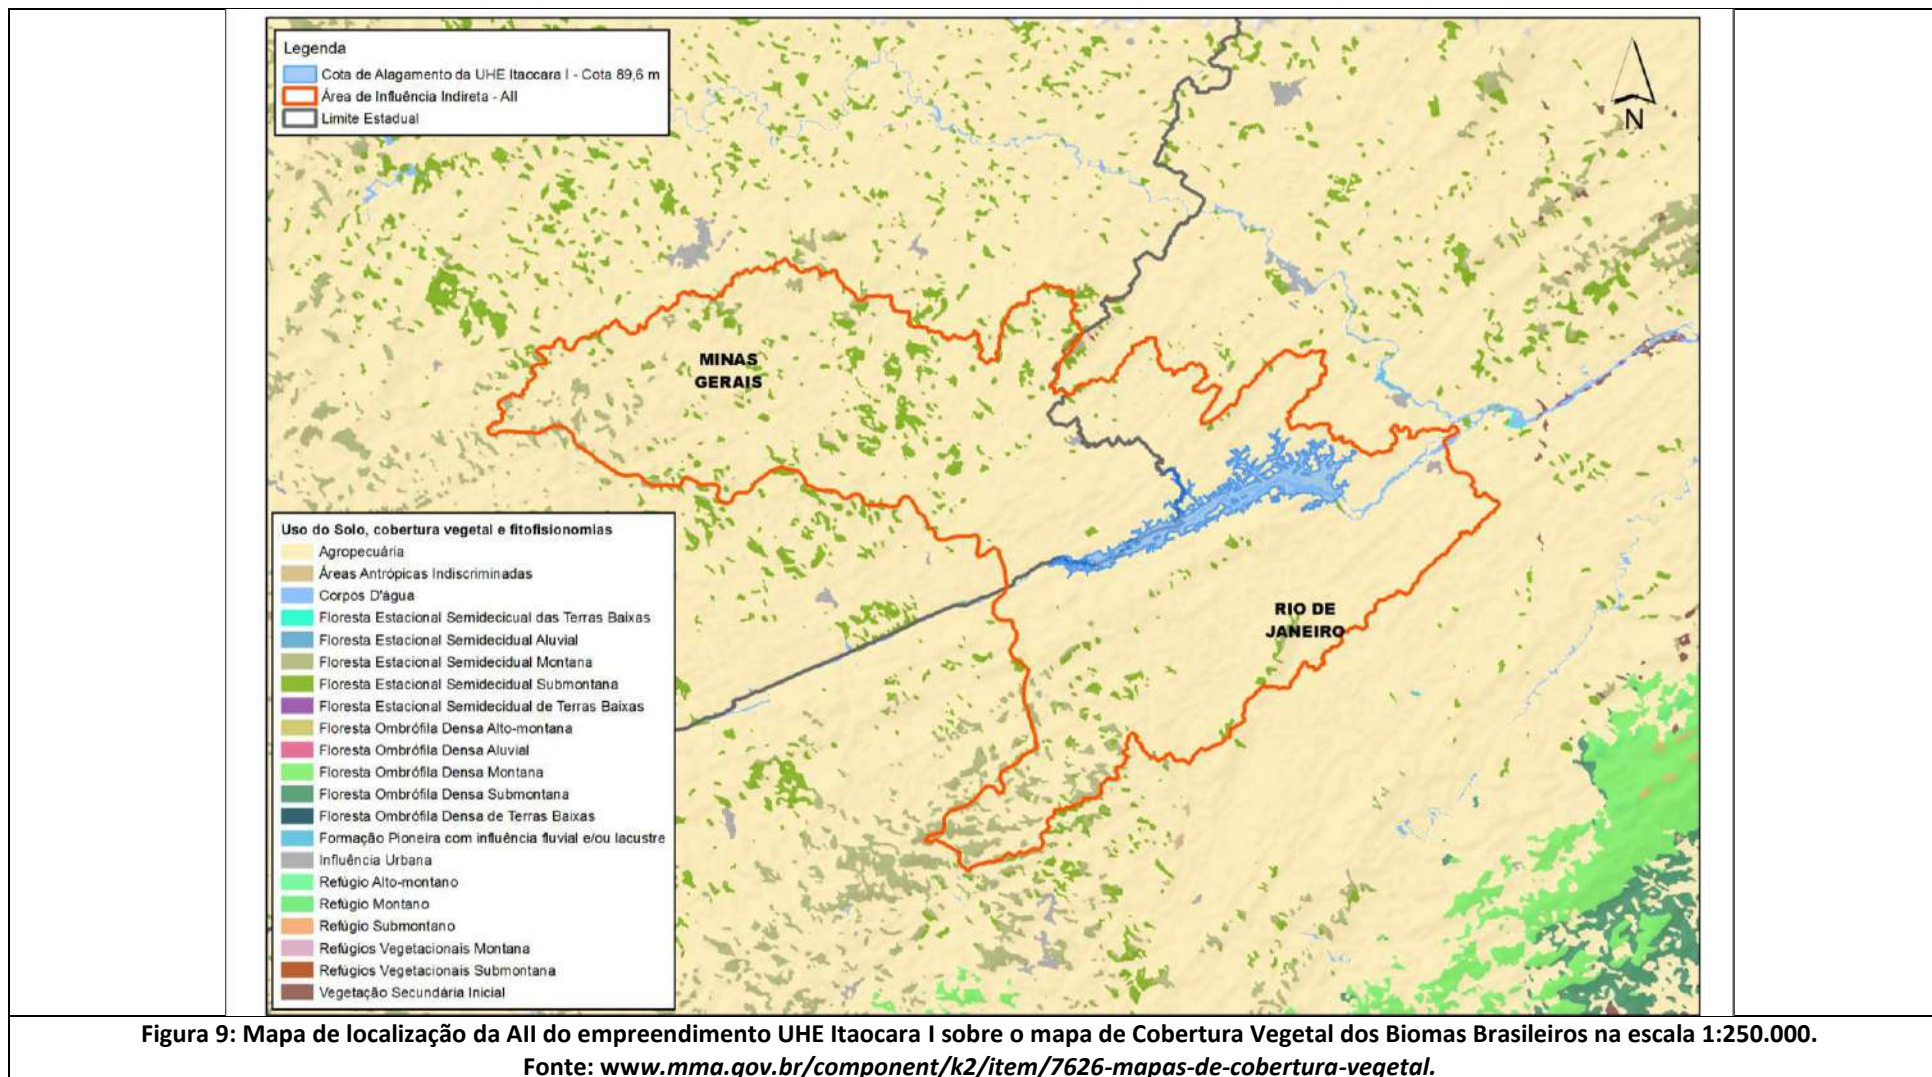 Legenda
Cota de Alagamento da UHE Itaocara I - Cota 89,6 m
Área de Influência Indireta - AII
Limite Estadual
N
MINAS
GERAIS
RIO DE
JANEIRO
Uso do Solo, cobertura vegetal e fitofisionomias
Agropecuária
Áreas Antrópicas Indiscriminadas
Corpos D'água
Floresta Estacional Semidecicual das Terras Baixas
Floresta Estacional Semidecidual Aluvial
Floresta Estacional Semidecidual Montana
Floresta Estacional Semidecidual Submontana
Floresta Estacional Semidecidual de Terras Baixas
Floresta Ombrófila Densa Alto-montana
Floresta Ombrófila Densa Aluvial
Floresta Ombrófila Densa Montana
Floresta Ombrófila Densa Submontana
Floresta Ombrófila Densa de Terras Baixas
Formação Pioneira com influência fluvial e/ou lacustre
Influência Urbana
Refúgio Alto-montano
Refúgio Montano
Refúgio Submontano
Refúgios Vegetacionais Montana
Refúgios Vegetacionais Submontana
Vegetação Secundária Inicial
Figura 9: Mapa de localização da AII do empreendimento UHE Itaocara I sobre o mapa de Cobertura Vegetal dos Biomas Brasileiros na escala 1:250.000.
Fonte: www.mma.gov.br/component/k2/item/7626-mapas-de-cobertura-vegetal.